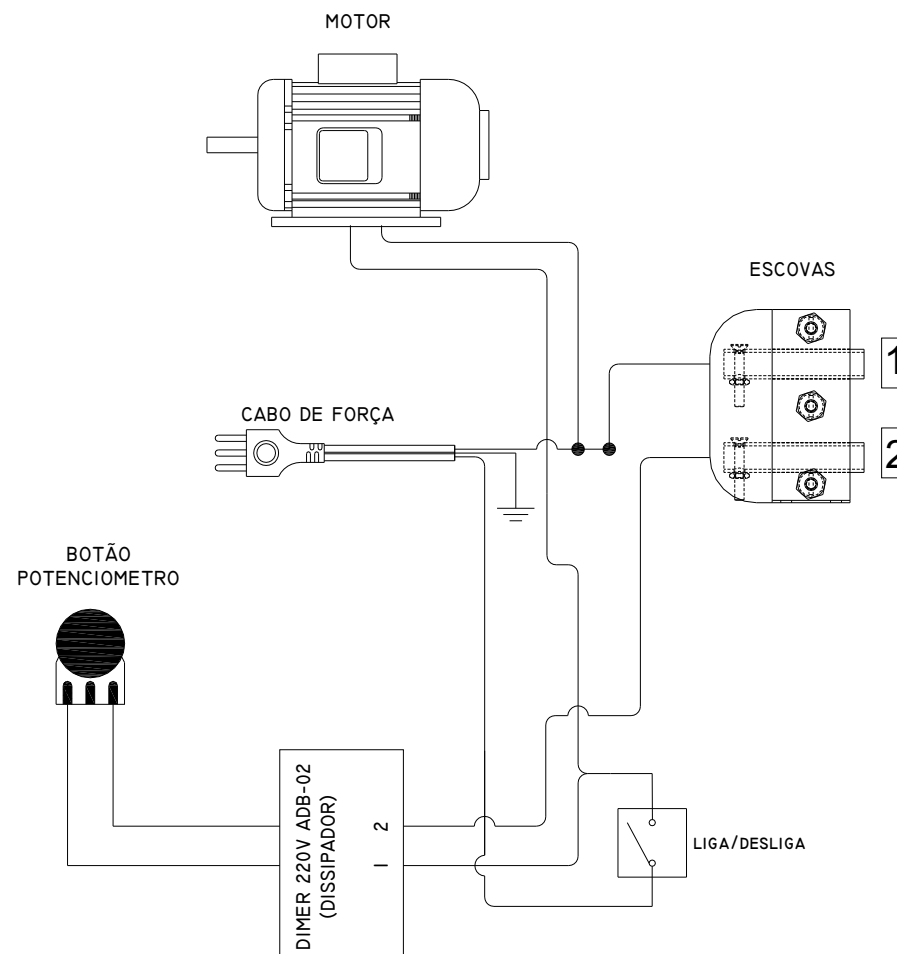 MOTOR
ESCOVAS
1
CABO DE FORÇA
2
BOTÃO
POTENCIOMETRO
DIMER 220V ADB-02
(DISSIPADOR)
2
1
LIGA/DESLIGA